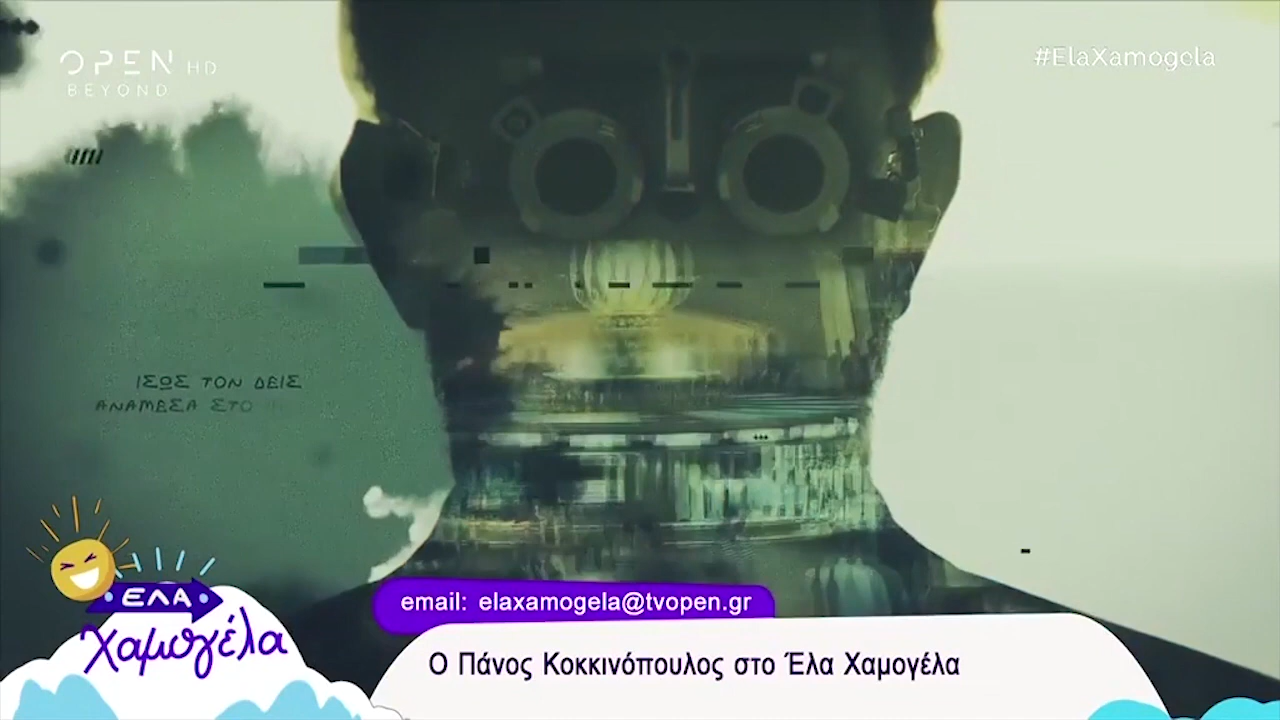 OPEN HD
BEYOND
#ElaXamogela
ΙΣΩΣ ΤΟΝ ΔΕΙΣ
ΑΝΑΜΕΣΑ ΣΤΟ
ΕΛΑ
Χαμογέλα
email: elaxamogela@tvopen.gr
Ο Πάνος Κοκκινόπουλος στο Έλα Χαμογέλα